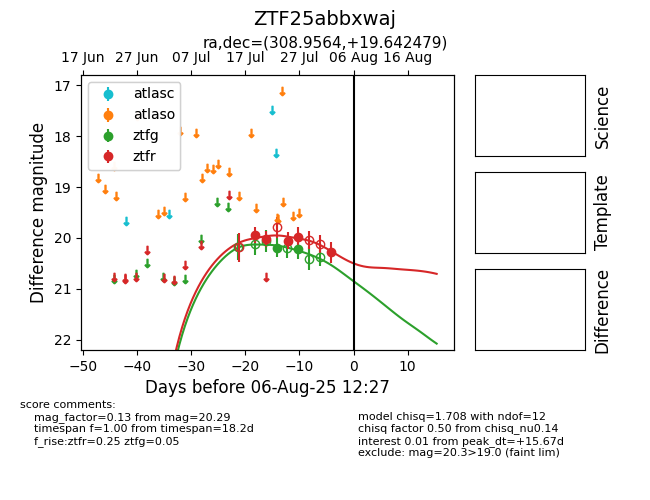 ZTF25abbxwaj
ra,dec=(308.9564,+19.642479)
17 Jun 27 Jun 07 Jul 17 Jul 27 Jul 06 Aug 16 Aug
atlasc
atlaso
ztfg
ztfr
17
18
19
20
21
22
Difference magnitude
−50 −40 −30 −20 −10 0 10
Days before 06-Aug-25 12:27
Science
Template
Difference
score comments:
mag_factor=0.13 from mag=20.29
timespan f=1.00 from timespan=18.2d
f_rise:ztfr=0.25 ztfg=0.05
model chisq=1.708 with ndof=12
chisq factor 0.50 from chisq_nu0.14
interest 0.01 from peak_dt=+15.67d
exclude: mag=20.3>19.0 (faint lim)